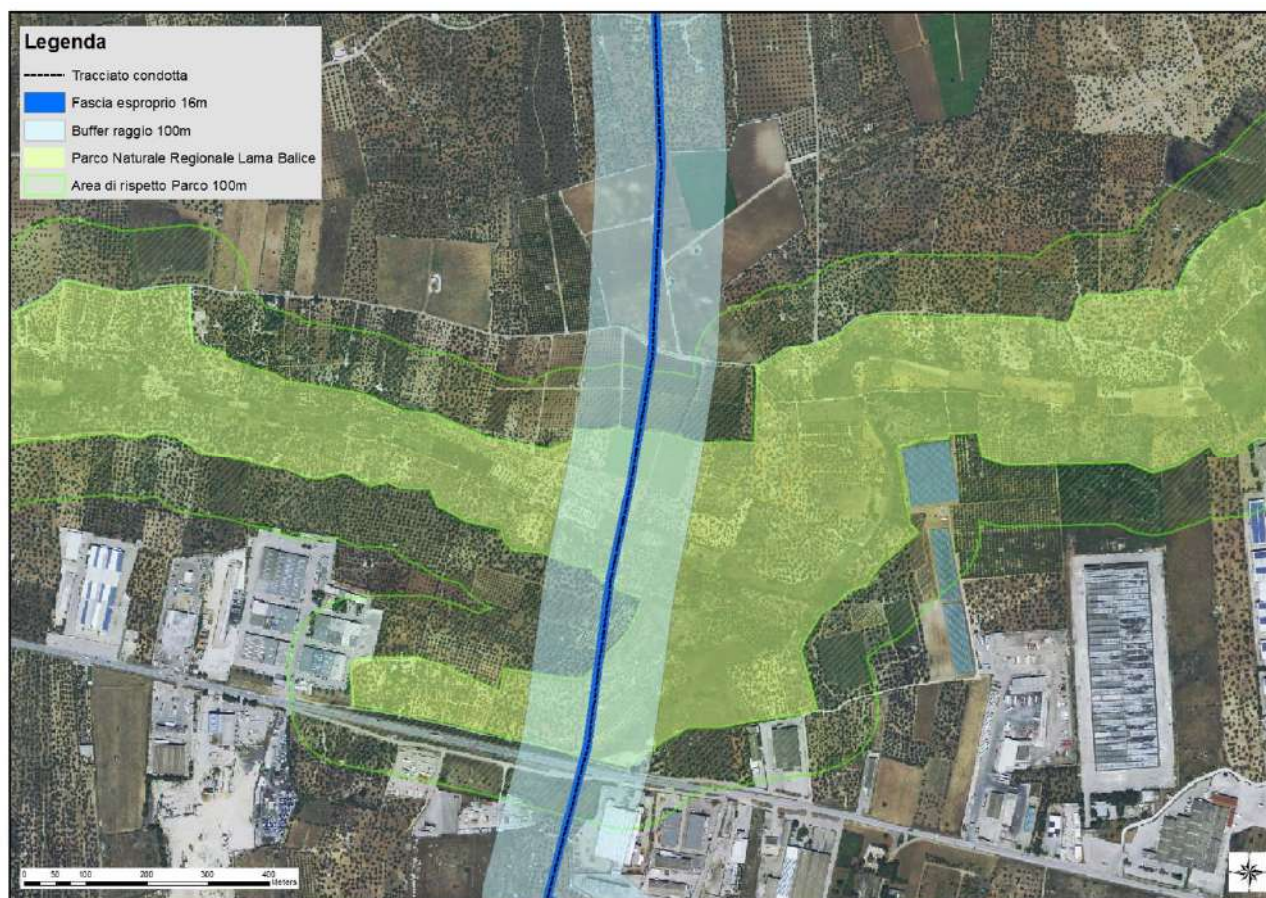 Legenda
Tracciato condotta
Fascia esproprio 16m
Buffer raggio 100m
Parco Naturale Regionale Lama Balice
Area di rispetto Parco 100m
0 50 100 200 300 400
Meters